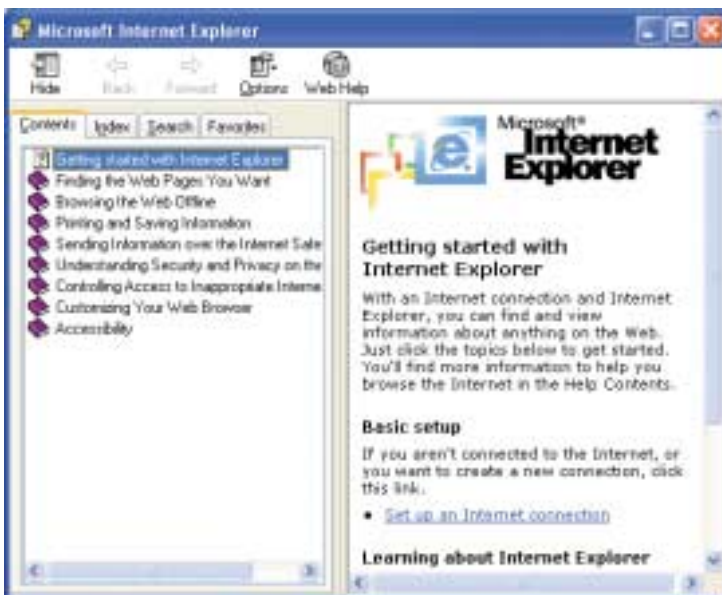 Microsoft Internet Explorer
Hide Back Forward Options Web Help
Contents Index Search Favorites
Getting started with Internet Explorer
Finding the Web Pages You Want
Browsing the Web Offline
Printing and Saving Information
Sending Information over the Internet Safe
Understanding Security and Privacy on the
Controlling Access to Inappropriate Interne
Customizing Your Web Browser
Accessibility
Microsoft®
Internet
Explorer
Getting started with
Internet Explorer
With an Internet connection and Internet
Explorer, you can find and view
information about anything on the Web.
Just click the topics below to get started.
You'll find more information to help you
browse the Internet in the Help Contents.
Basic setup
If you aren't connected to the Internet, or
you want to create a new connection, click
this link.
• Set up an Internet connection
Learning about Internet Explorer